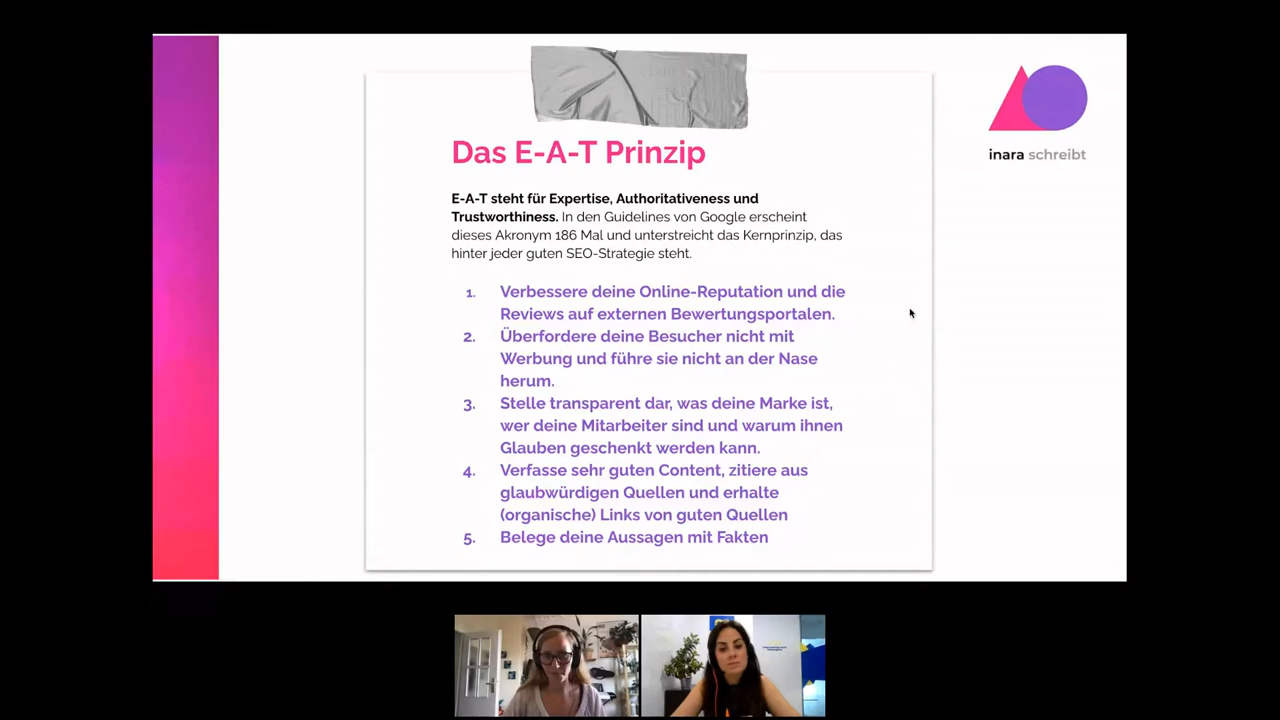 inara schreibt
Das E-A-T Prinzip
E-A-T steht für Expertise, Authoritativeness und
Trustworthiness. In den Guidelines von Google erscheint
dieses Akronym 186 Mal und unterstreicht das Kernprinzip, das
hinter jeder guten SEO-Strategie steht.
1. Verbessere deine Online-Reputation und die
Reviews auf externen Bewertungsportalen.
2. Überfordere deine Besucher nicht mit
Werbung und führe sie nicht an der Nase
herum.
3. Stelle transparent dar, was deine Marke ist,
wer deine Mitarbeiter sind und warum ihnen
Glauben geschenkt werden kann.
4. Verfasse sehr guten Content, zitiere aus
glaubwürdigen Quellen und erhalte
(organische) Links von guten Quellen
5. Belege deine Aussagen mit Fakten